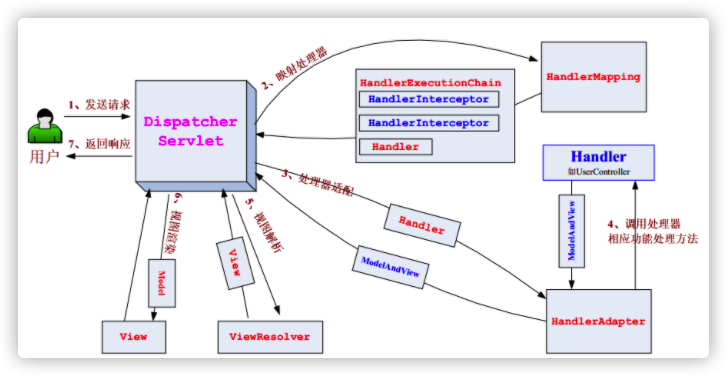 1、发送请求
7、返回响应
用户
Dispatcher
Servlet
2、映射处理器
HandlerExecutionChain
HandlerInterceptor
HandlerInterceptor
Handler
HandlerMapping
Handler
如UserController
ModelAndView
4、调用处理器
相应功能处理方法
3、处理器适配
Handler
ModelAndView
HandlerAdapter
5、视图解析
View
ViewResolver
6、视图渲染
Model
View